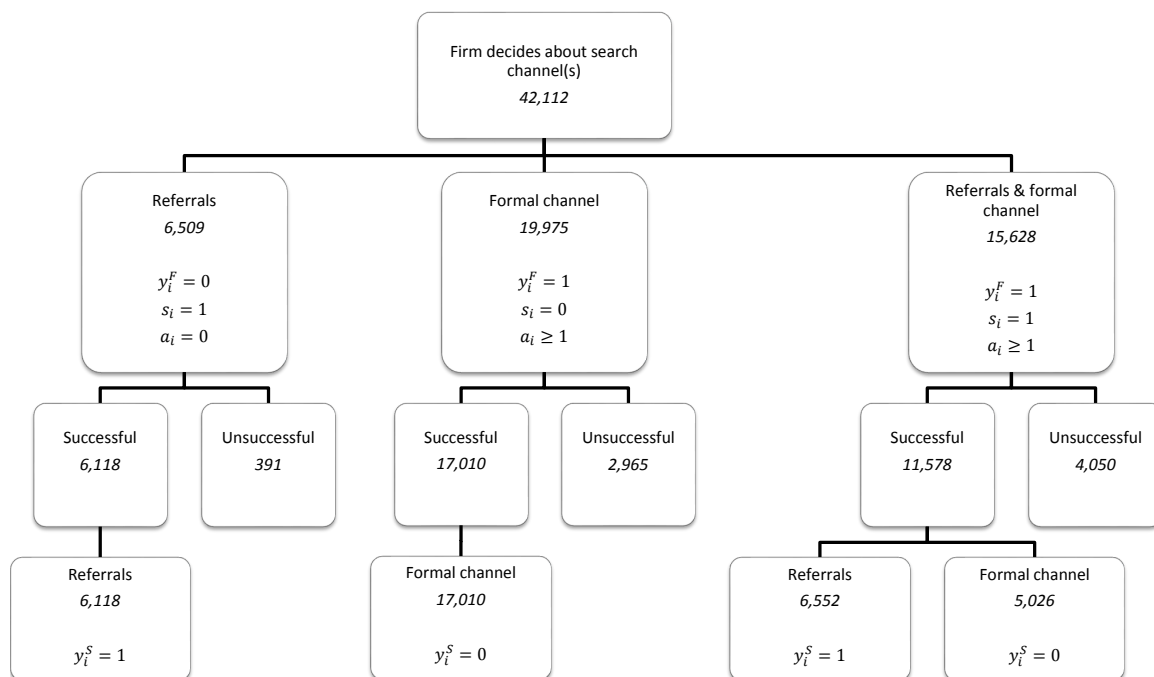 Firm decides about search
channel(s)
42,112
Referrals
6,509
y_i^F = 0
s_i = 1
a_i = 0
Formal channel
19,975
y_i^F = 1
s_i = 0
a_i ≥ 1
Referrals & formal
channel
15,628
y_i^F = 1
s_i = 1
a_i ≥ 1
Successful
6,118
Unsuccessful
391
Successful
17,010
Unsuccessful
2,965
Successful
11,578
Unsuccessful
4,050
Referrals
6,118
y_i^S = 1
Formal channel
17,010
y_i^S = 0
Referrals
6,552
y_i^S = 1
Formal channel
5,026
y_i^S = 0